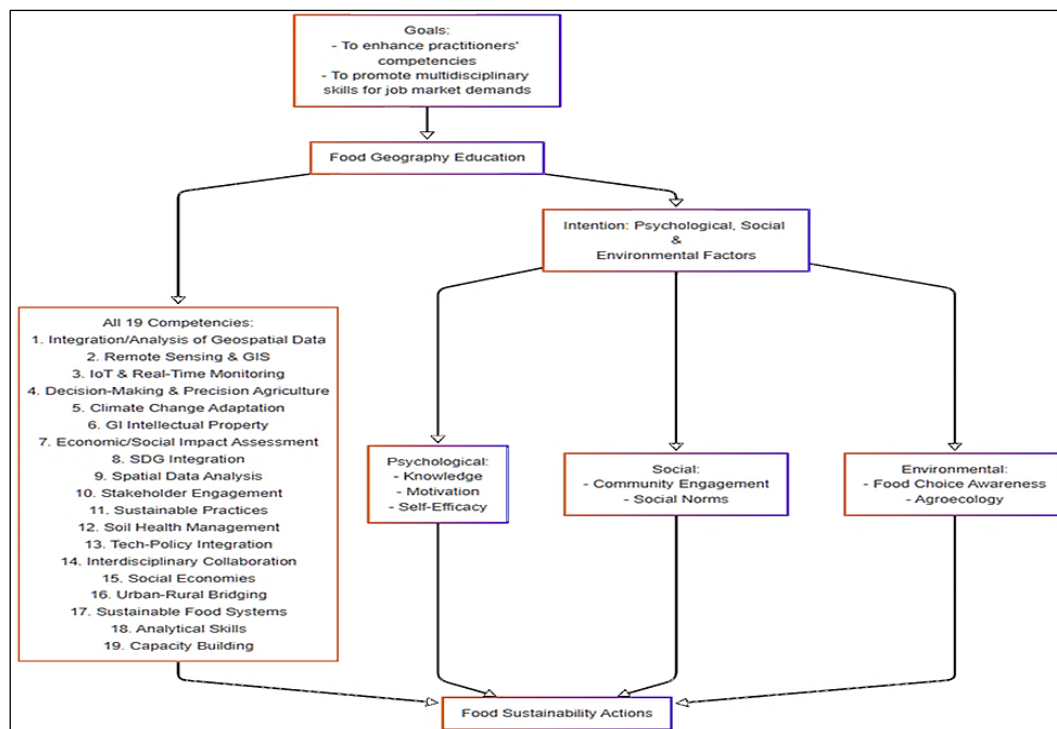 Goals:
- To enhance practitioners'
competencies
- To promote multidisciplinary
skills for job market demands
Food Geography Education
Intention: Psychological, Social
&
Environmental Factors
All 19 Competencies:
1. Integration/Analysis of Geospatial Data
2. Remote Sensing & GIS
3. IoT & Real-Time Monitoring
4. Decision-Making & Precision Agriculture
5. Climate Change Adaptation
6. GI Intellectual Property
7. Economic/Social Impact Assessment
8. SDG Integration
9. Spatial Data Analysis
10. Stakeholder Engagement
11. Sustainable Practices
12. Soil Health Management
13. Tech-Policy Integration
14. Interdisciplinary Collaboration
15. Social Economies
16. Urban-Rural Bridging
17. Sustainable Food Systems
18. Analytical Skills
19. Capacity Building
Psychological:
- Knowledge
- Motivation
- Self-Efficacy
Social:
- Community Engagement
- Social Norms
Environmental:
- Food Choice Awareness
- Agroecology
Food Sustainability Actions